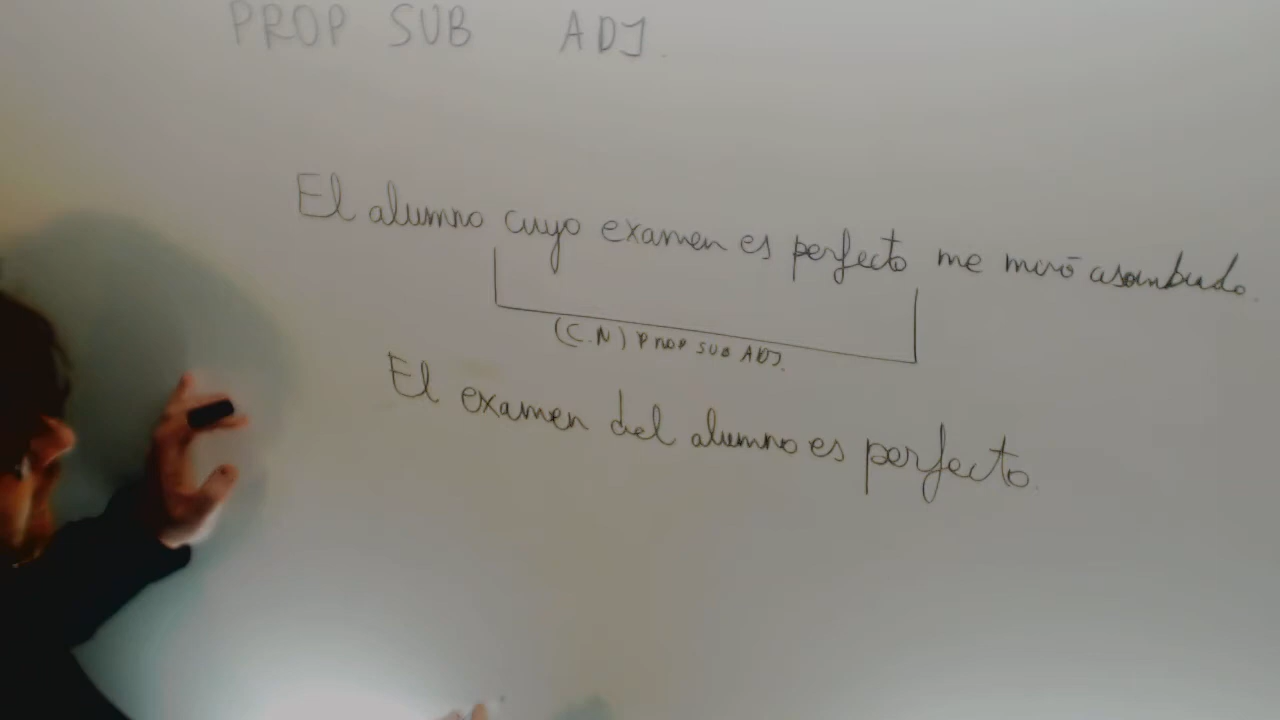 PROP SUB ADJ.
El alumno cuyo examen es perfecto me miró asombrado.
(C.N) PROP SUB ADJ.
El examen del alumno es perfecto.